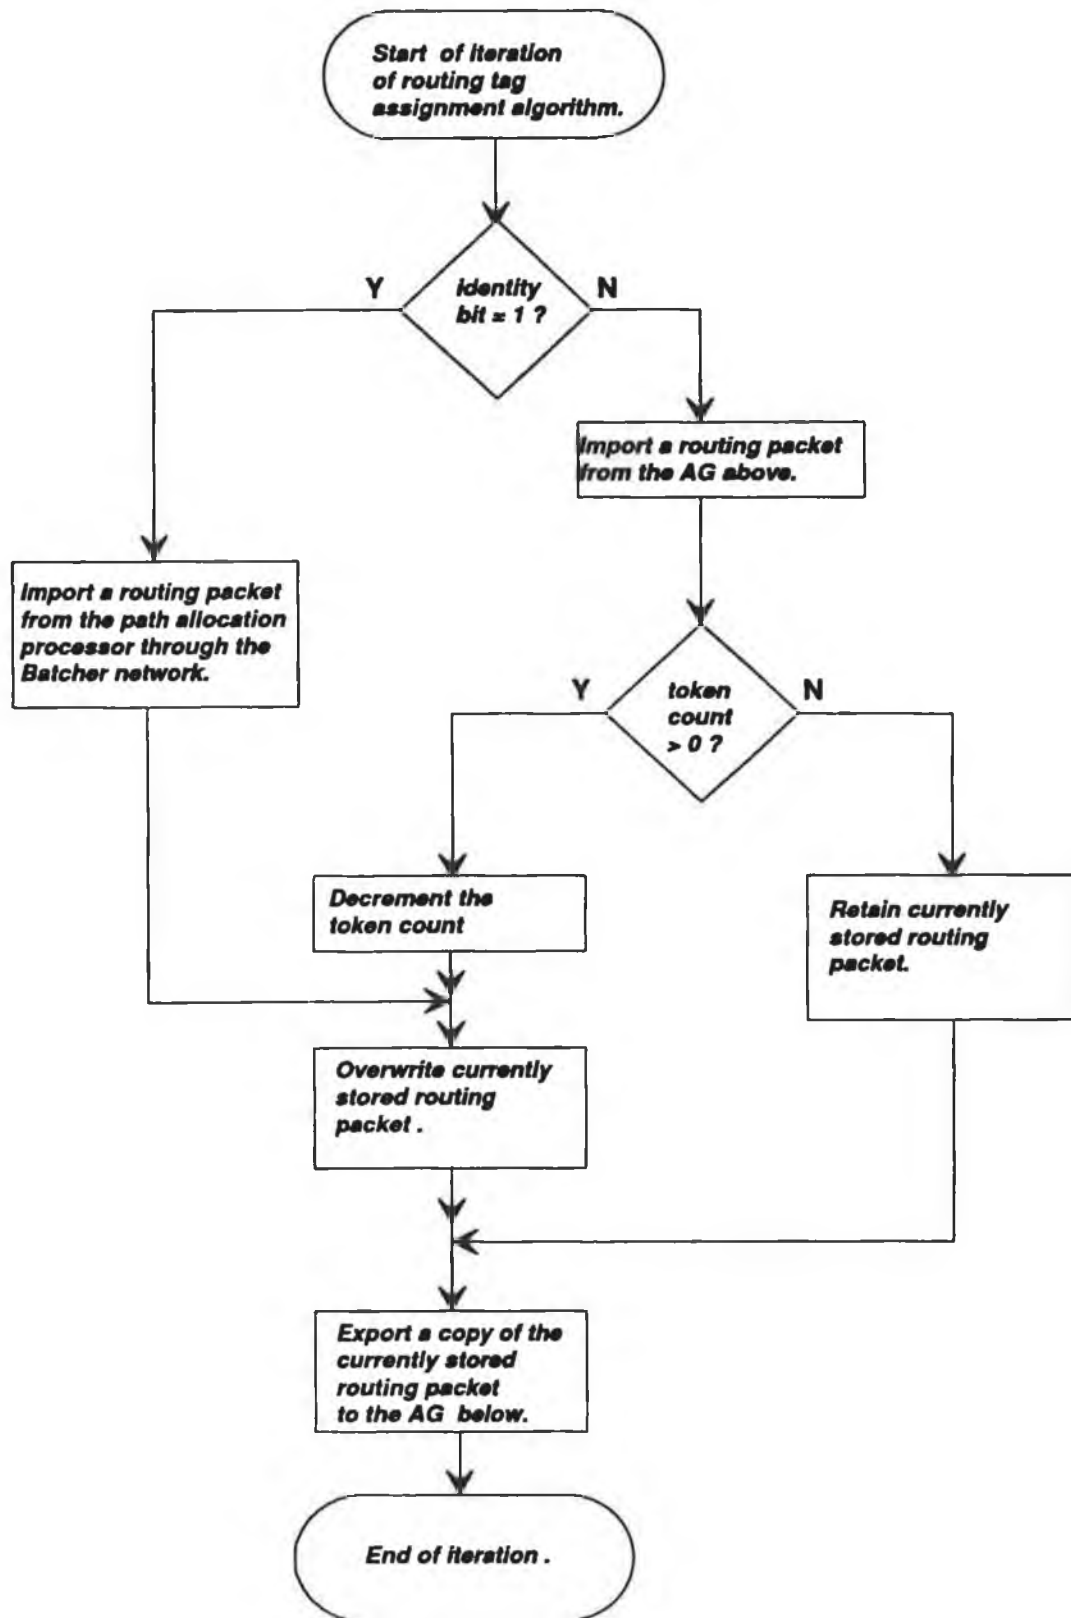 Start of iteration
of routing tag
assignment algorithm.
Y
identity
bit = 1 ?
N
Import a routing packet
from the AG above.
Import a routing packet
from the path allocation
processor through the
Batcher network.
Y
token
count
> 0 ?
N
Decrement the
token count
Retain currently
stored routing
packet.
Overwrite currently
stored routing
packet .
Export a copy of the
currently stored
routing packet
to the AG below.
End of iteration .